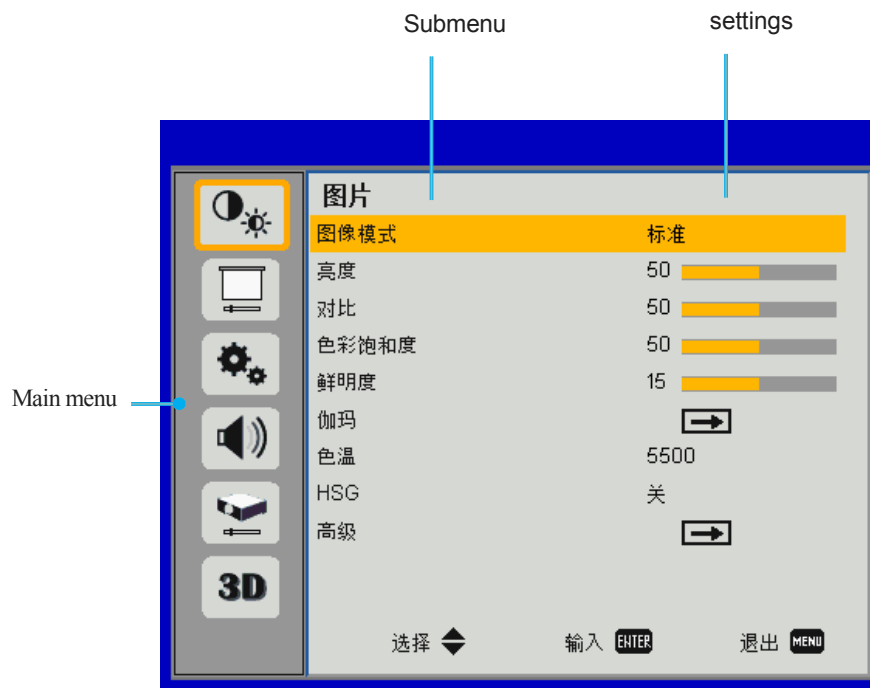 Submenu
settings
Main menu
图片
图像模式 标准
亮度 50
对比 50
色彩饱和度 50
鲜明度 15
伽玛
色温 5500
HSG 关
高级
3D
选择 输入 ENTER 退出 MENU